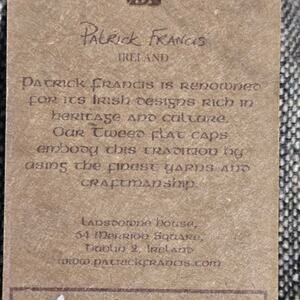 Patrick Francis
IRELAND
Patrick Francis is renowned
for its Irish designs rich in
heritage and culture.
Our Tweed flat caps
embody this tradition by
using the finest yarns and
craftmanship.
Lansdowne House,
54 Merrion Square,
Dublin 2, Ireland
www.patrickfrancis.com